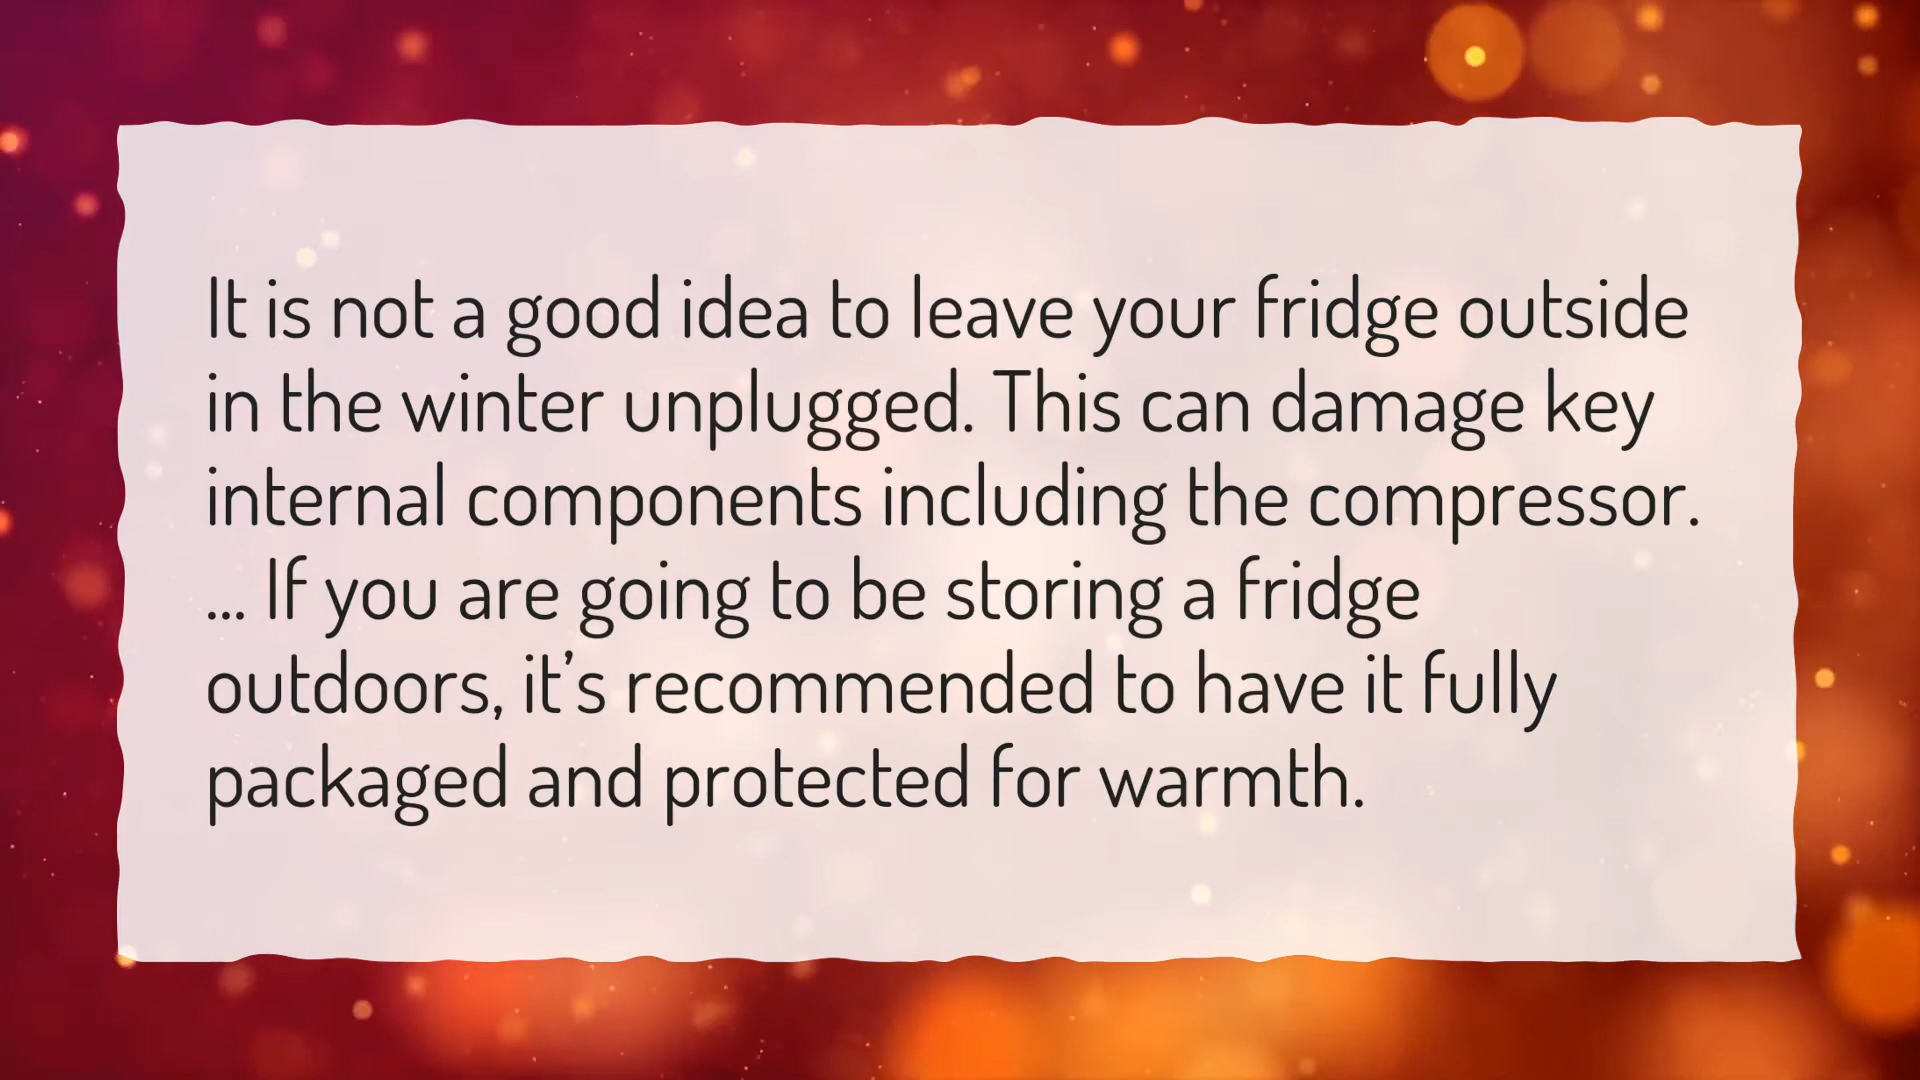 It is not a good idea to leave your fridge outside
in the winter unplugged. This can damage key
internal components including the compressor.
... If you are going to be storing a fridge
outdoors, it’s recommended to have it fully
packaged and protected for warmth.